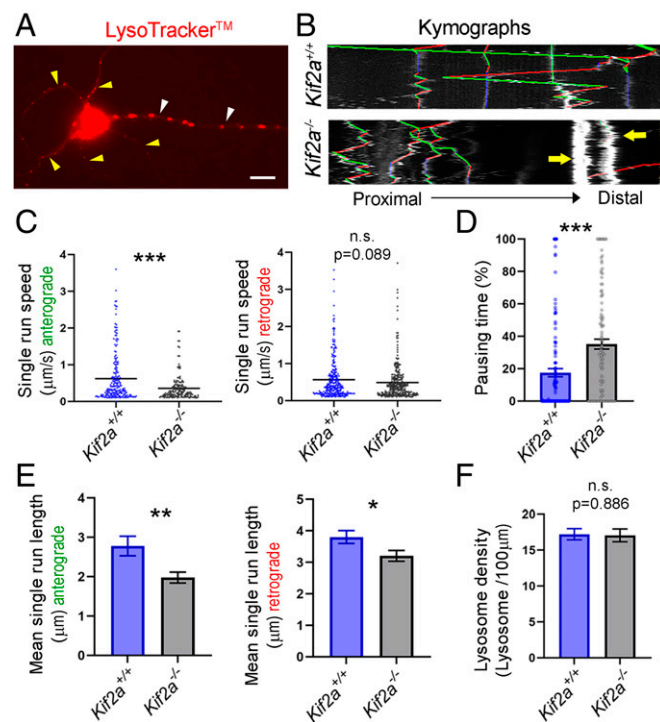 A
LysoTracker™
B
Kymographs
Kif2a+/+
Kif2a-/-
Proximal
Distal
C
Single run speed
(μm/s) anterograde
4
3
2
1
0
***
Kif2a+/+
Kif2a-/-
Single run speed
(μm/s) retrograde
4
3
2
1
0
n.s.
p=0.089
Kif2a+/+
Kif2a-/-
D
Pausing time (%)
100
80
60
40
20
0
***
Kif2a+/+
Kif2a-/-
E
Mean single run length
(μm) anterograde
4
3
2
1
0
**
Kif2a+/+
Kif2a-/-
Mean single run length
(μm) retrograde
5
4
3
2
1
0
*
Kif2a+/+
Kif2a-/-
F
Lysosome density
(Lysosome /100μm)
20
15
10
5
0
n.s.
p=0.886
Kif2a+/+
Kif2a-/-